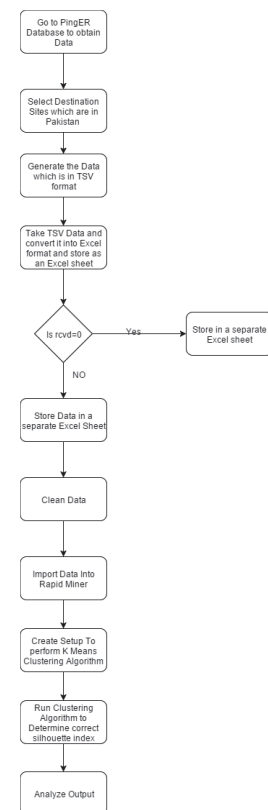 Go to PingER
Database to obtain
Data
Select Destination
Sites which are in
Pakistan
Generate the Data
which is in TSV
format
Take TSV Data and
convert it into Excel
format and store as
an Excel sheet
Is rcvd=0
Yes
Store in a separate
Excel sheet
NO
Store Data in a
separate Excel Sheet
Clean Data
Import Data Into
Rapid Miner
Create Setup To
perform K Means
Clustering Algorithm
Run Clustering
Algorithm to
Determine correct
silhouette index
Analyze Output